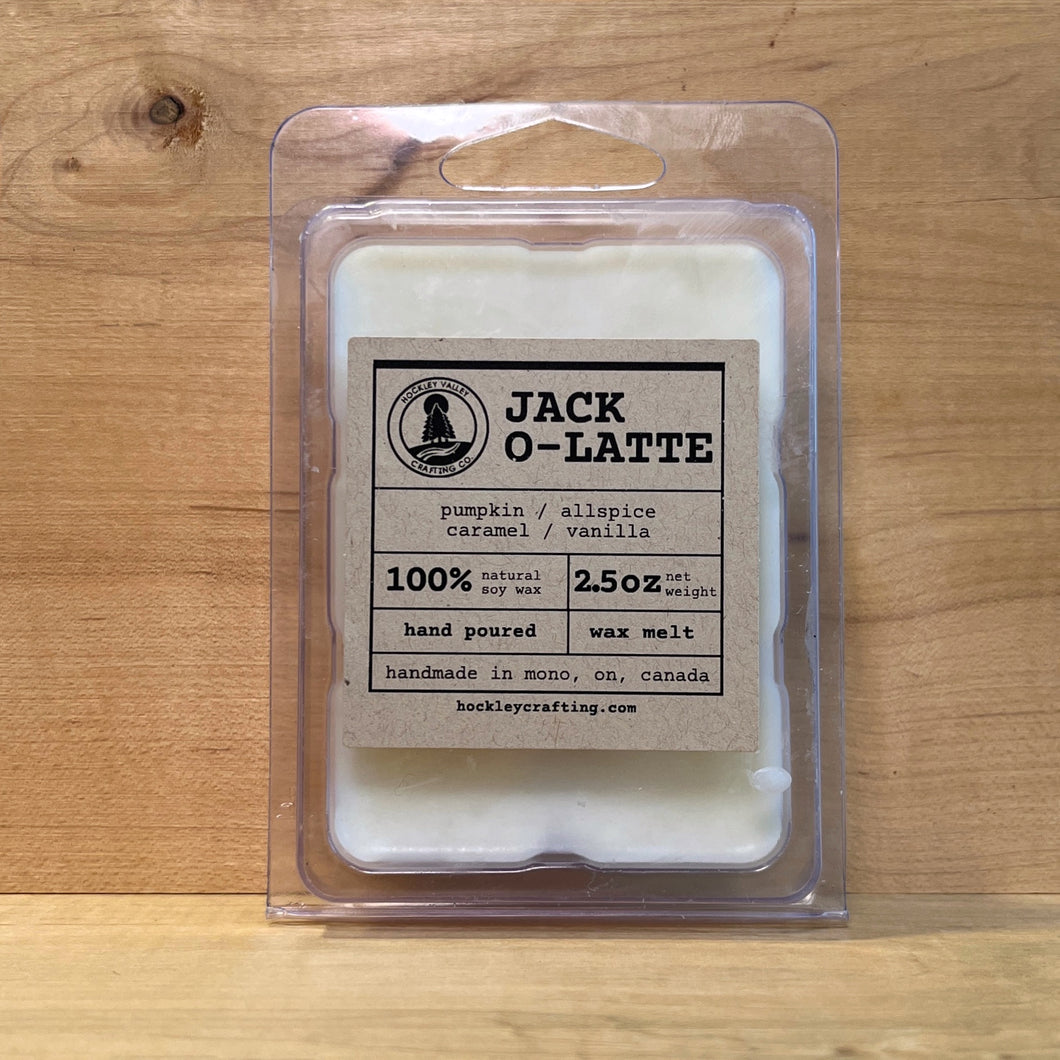 HOCKLEY VALLEY
CRAFTING CO.
JACK
O-LATTE
pumpkin / allspice
caramel / vanilla
100% natural
soy wax
2.5oz net
weight
hand poured
wax melt
handmade in mono, on, canada
hockleycrafting.com